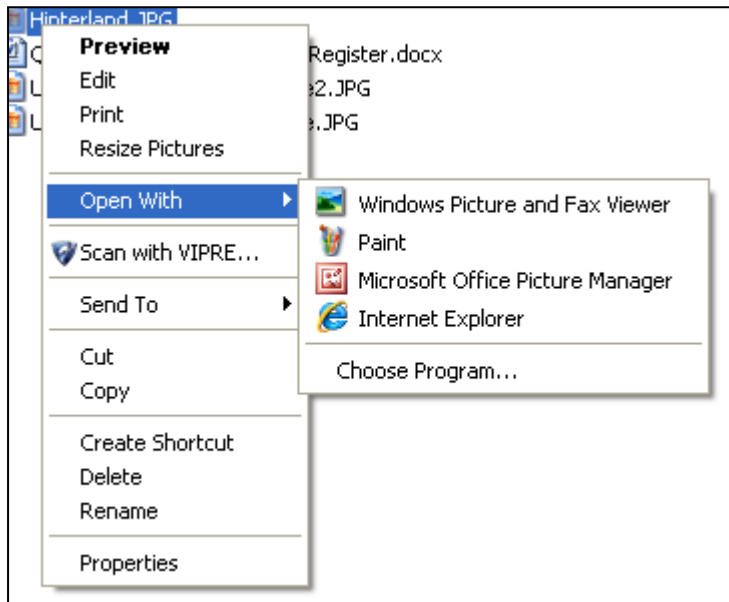 Hinterland.JPG
Preview
Register.docx
Edit
2.JPG
Print
.JPG
Resize Pictures
Open With
Windows Picture and Fax Viewer
Paint
Scan with VIPRE...
Microsoft Office Picture Manager
Send To
Internet Explorer
Cut
Choose Program...
Copy
Create Shortcut
Delete
Rename
Properties